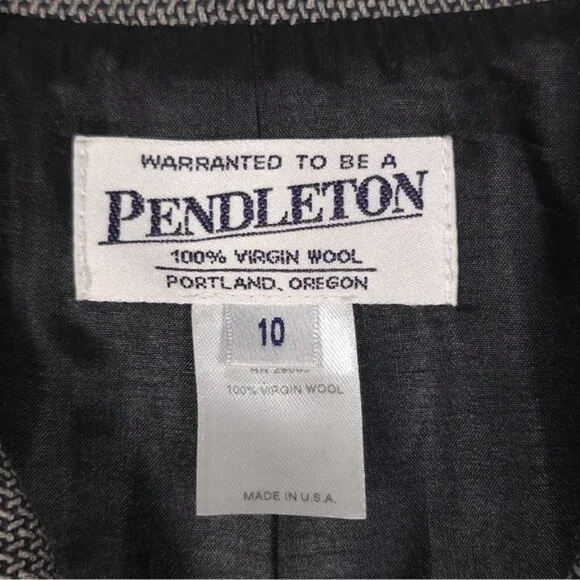 WARRANTED TO BE A
PENDLETON
100% VIRGIN WOOL
PORTLAND, OREGON
10
100% VIRGIN WOOL
MADE IN U.S.A.